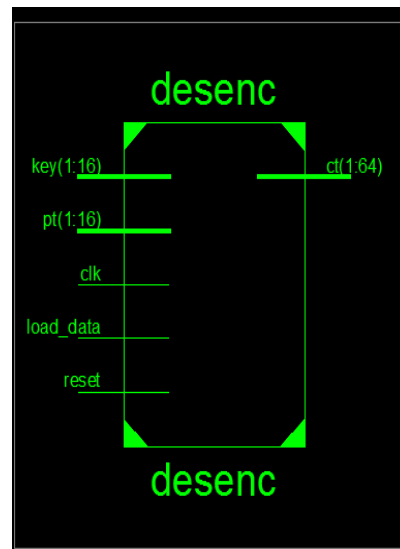 desenc
key(1:16)
ct(1:64)
pt(1:16)
clk
load_data
reset
desenc